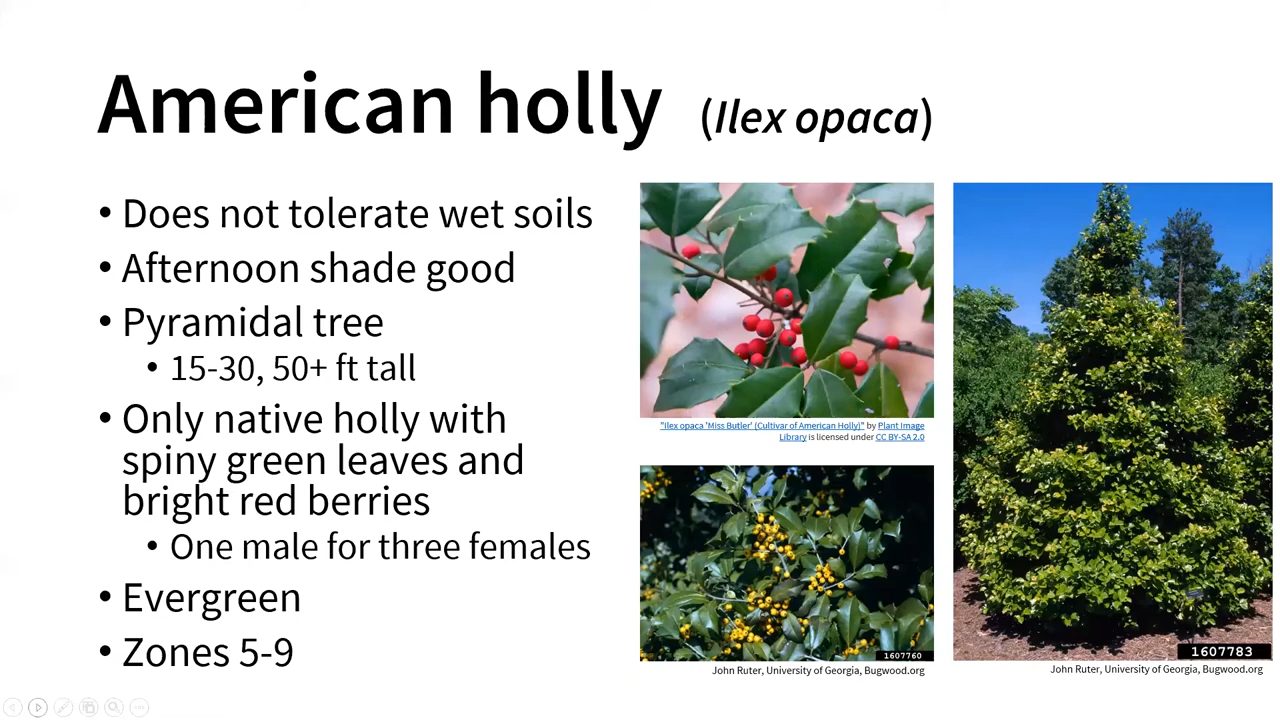 American holly (Ilex opaca)
• Does not tolerate wet soils
• Afternoon shade good
• Pyramidal tree
• 15-30, 50+ ft tall
• Only native holly with
spiny green leaves and
bright red berries
• One male for three females
• Evergreen
• Zones 5-9
"Ilex opaca 'Miss Butler' (Cultivar of American Holly)" by Plant Image
Library is licensed under CC BY-SA 2.0
1607760
John Ruter, University of Georgia, Bugwood.org
1607783
John Ruter, University of Georgia, Bugwood.org